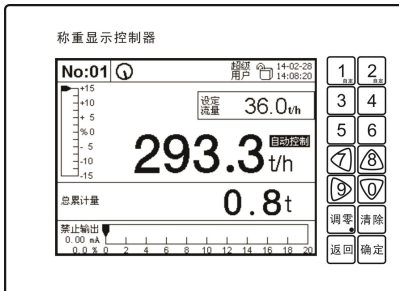 称重显示控制器
No:01 超级用户 14-02-28 14:08:20
+15
+10
+ 5
% 0
- 5
-10
-15
设定流量 36.0t/h
自动控制
293.3t/h
总累计量 0.8t
禁止输出
0.00 mA
0.0 % 0 2 4 6 8 10 12 14 16 18 20
1 2
3 4
5 6
7 8
9 0
调零 清除
返回 确定